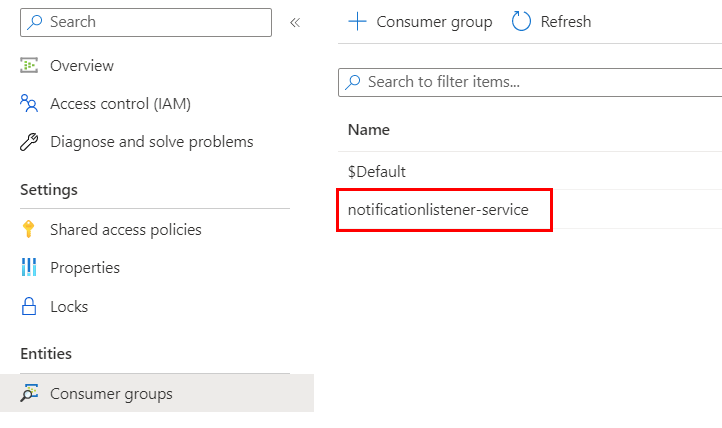 Search
«
Overview
Access control (IAM)
Diagnose and solve problems
Settings
Shared access policies
Properties
Locks
Entities
Consumer groups
+ Consumer group Refresh
Search to filter items...
Name
$Default
notificationlistener-service